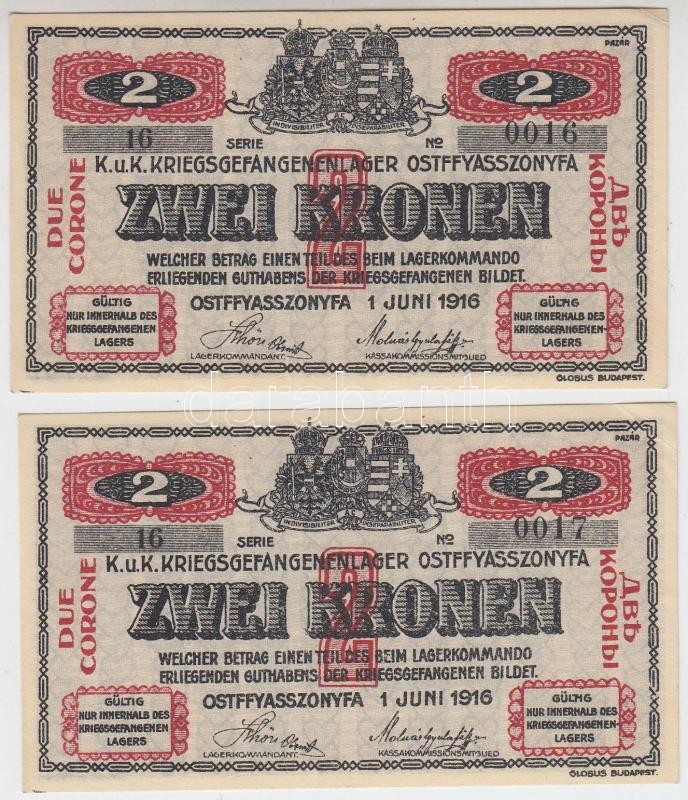 PAZÁR
2 2
INDIVISIBILITER AC INSEPARABILITER
16 SERIE No 0016
K.u.K. KRIEGSGEFANGENENLAGER OSTFFYASSZONYFA
DUE CORONE
ДВѢ КОРОНЫ
2
ZWEI KRONEN
WELCHER BETRAG EINEN TEIL DES BEIM LAGERKOMMANDO
ERLIEGENDEN GUTHABENS DER KRIEGSGEFANGENEN BILDET.
OSTFFYASSZONYFA 1 JUNI 1916
GÜLTIG
NUR INNERHALB DES
KRIEGSGEFANGENEN
LAGERS
GÜLTIG
NUR INNERHALB DES
KRIEGSGEFANGENEN-
LAGERS
LAGERKOMMANDANT. KASSAKOMMISSIONSMITGLIED
GLOBUS BUDAPEST.
darabanth
PAZÁR
2 2
INDIVISIBILITER AC INSEPARABILITER
16 SERIE No 0017
K.u.K. KRIEGSGEFANGENENLAGER OSTFFYASSZONYFA
DUE CORONE
ДВѢ КОРОНЫ
2
ZWEI KRONEN
WELCHER BETRAG EINEN TEIL DES BEIM LAGERKOMMANDO
ERLIEGENDEN GUTHABENS DER KRIEGSGEFANGENEN BILDET.
OSTFFYASSZONYFA 1 JUNI 1916
GÜLTIG
NUR INNERHALB DES
KRIEGSGEFANGENEN
LAGERS
GÜLTIG
NUR INNERHALB DES
KRIEGSGEFANGENEN-
LAGERS
LAGERKOMMANDANT. KASSAKOMMISSIONSMITGLIED
GLOBUS BUDAPEST.